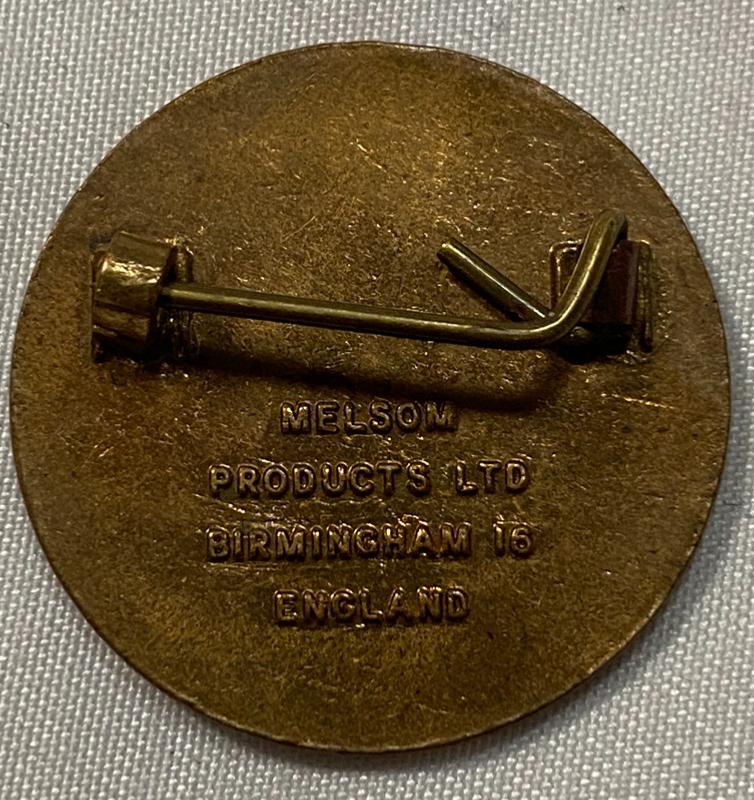 MELSOM
PRODUCTS LTD
BIRMINGHAM 16
ENGLAND